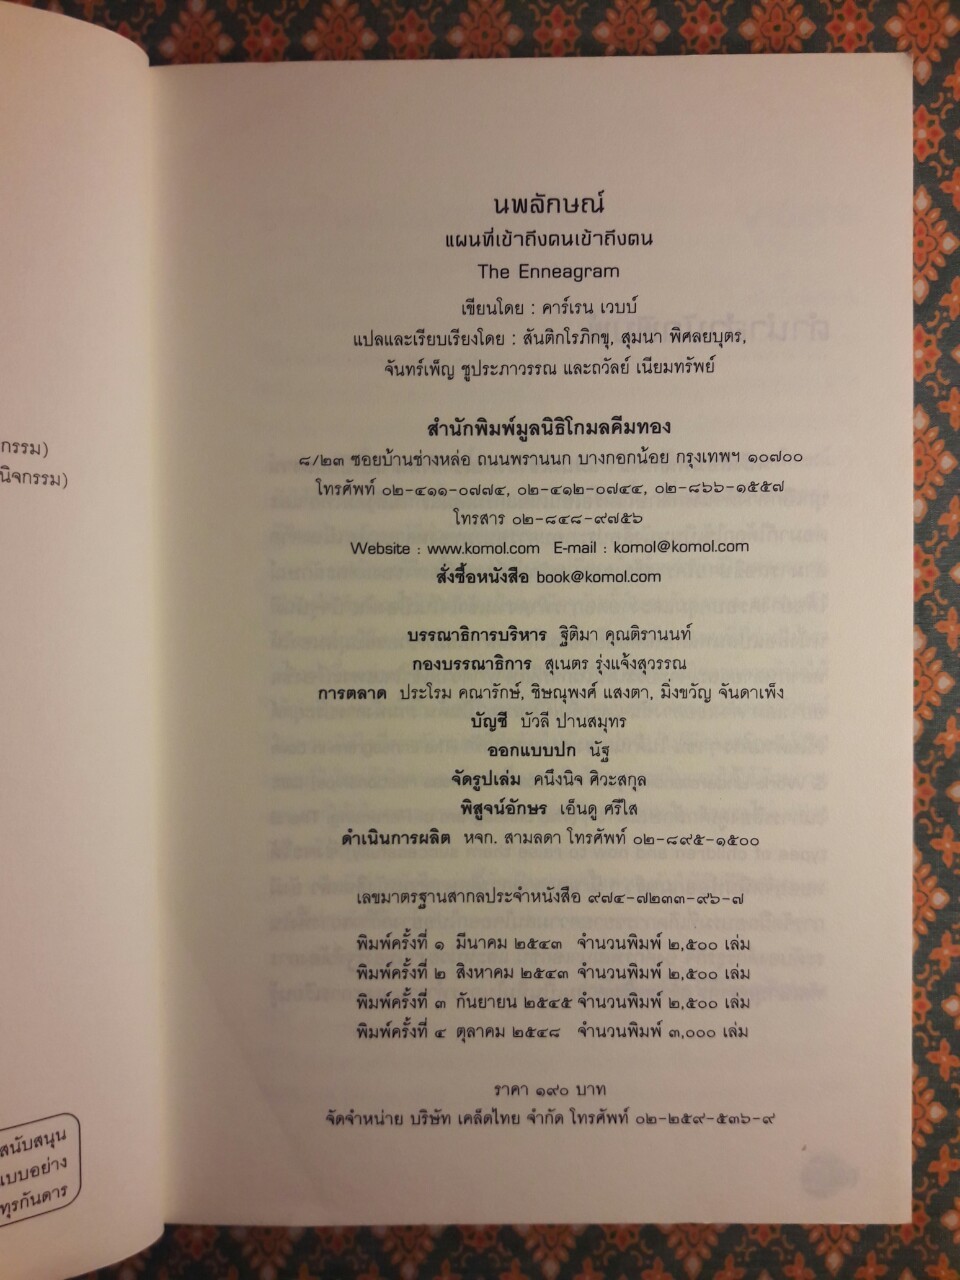 กรรม)
นิจกรรม)
สนับสนุน
แบบอย่าง
ทุรกันดาร
นพลักษณ์
แผนที่เข้าถึงคนเข้าถึงตน
The Enneagram
เขียนโดย : คาร์เรน เวบบ์
แปลและเรียบเรียงโดย : สันติกโรภิกขุ, สุมนา พิศลยบุตร,
จันทร์เพ็ญ ชูประภาวรรณ และถวัลย์ เนียมทรัพย์
สำนักพิมพ์มูลนิธิโกมลคีมทอง
๘/๒๓ ซอยบ้านช่างหล่อ ถนนพรานนก บางกอกน้อย กรุงเทพฯ ๑๐๗๐๐
โทรศัพท์ ๐๒-๔๑๑-๐๗๗๔, ๐๒-๔๑๒-๐๗๔๔, ๐๒-๘๖๖-๑๕๕๗
โทรสาร ๐๒-๘๔๘-๙๗๕๖
Website : www.komol.com E-mail : komol@komol.com
สั่งซื้อหนังสือ book@komol.com
บรรณาธิการบริหาร ฐิติมา คุณติรานนท์
กองบรรณาธิการ สุเนตร รุ่งแจ้งสุวรรณ
การตลาด ประโรม คณารักษ์, ชิษณุพงศ์ แสงตา, มิ่งขวัญ จันดาเพ็ง
บัญชี บัวลี ปานสมุทร
ออกแบบปก นัฐ
จัดรูปเล่ม คนึงนิจ ศิวะสกุล
พิสูจน์อักษร เอ็นดู ศรีใส
ดำเนินการผลิต หจก. สามลดา โทรศัพท์ ๐๒-๘๙๕-๑๕๐๐
เลขมาตรฐานสากลประจำหนังสือ ๙๗๔-๗๒๓๓-๙๖-๗
พิมพ์ครั้งที่ ๑ มีนาคม ๒๕๔๓ จำนวนพิมพ์ ๒,๕๐๐ เล่ม
พิมพ์ครั้งที่ ๒ สิงหาคม ๒๕๔๓ จำนวนพิมพ์ ๒,๕๐๐ เล่ม
พิมพ์ครั้งที่ ๓ กันยายน ๒๕๔๕ จำนวนพิมพ์ ๒,๕๐๐ เล่ม
พิมพ์ครั้งที่ ๔ ตุลาคม ๒๕๔๘ จำนวนพิมพ์ ๓,๐๐๐ เล่ม
ราคา ๑๙๐ บาท
จัดจำหน่าย บริษัท เคล็ดไทย จำกัด โทรศัพท์ ๐๒-๒๕๙-๕๓๖-๙